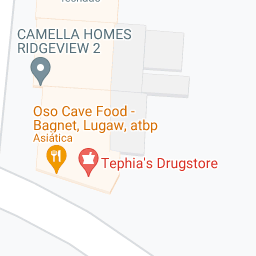 CAMELLA HOMES
RIDGEVIEW 2
Oso Cave Food -
Bagnet, Lugaw, atbp
Asiática
Tephia's Drugstore